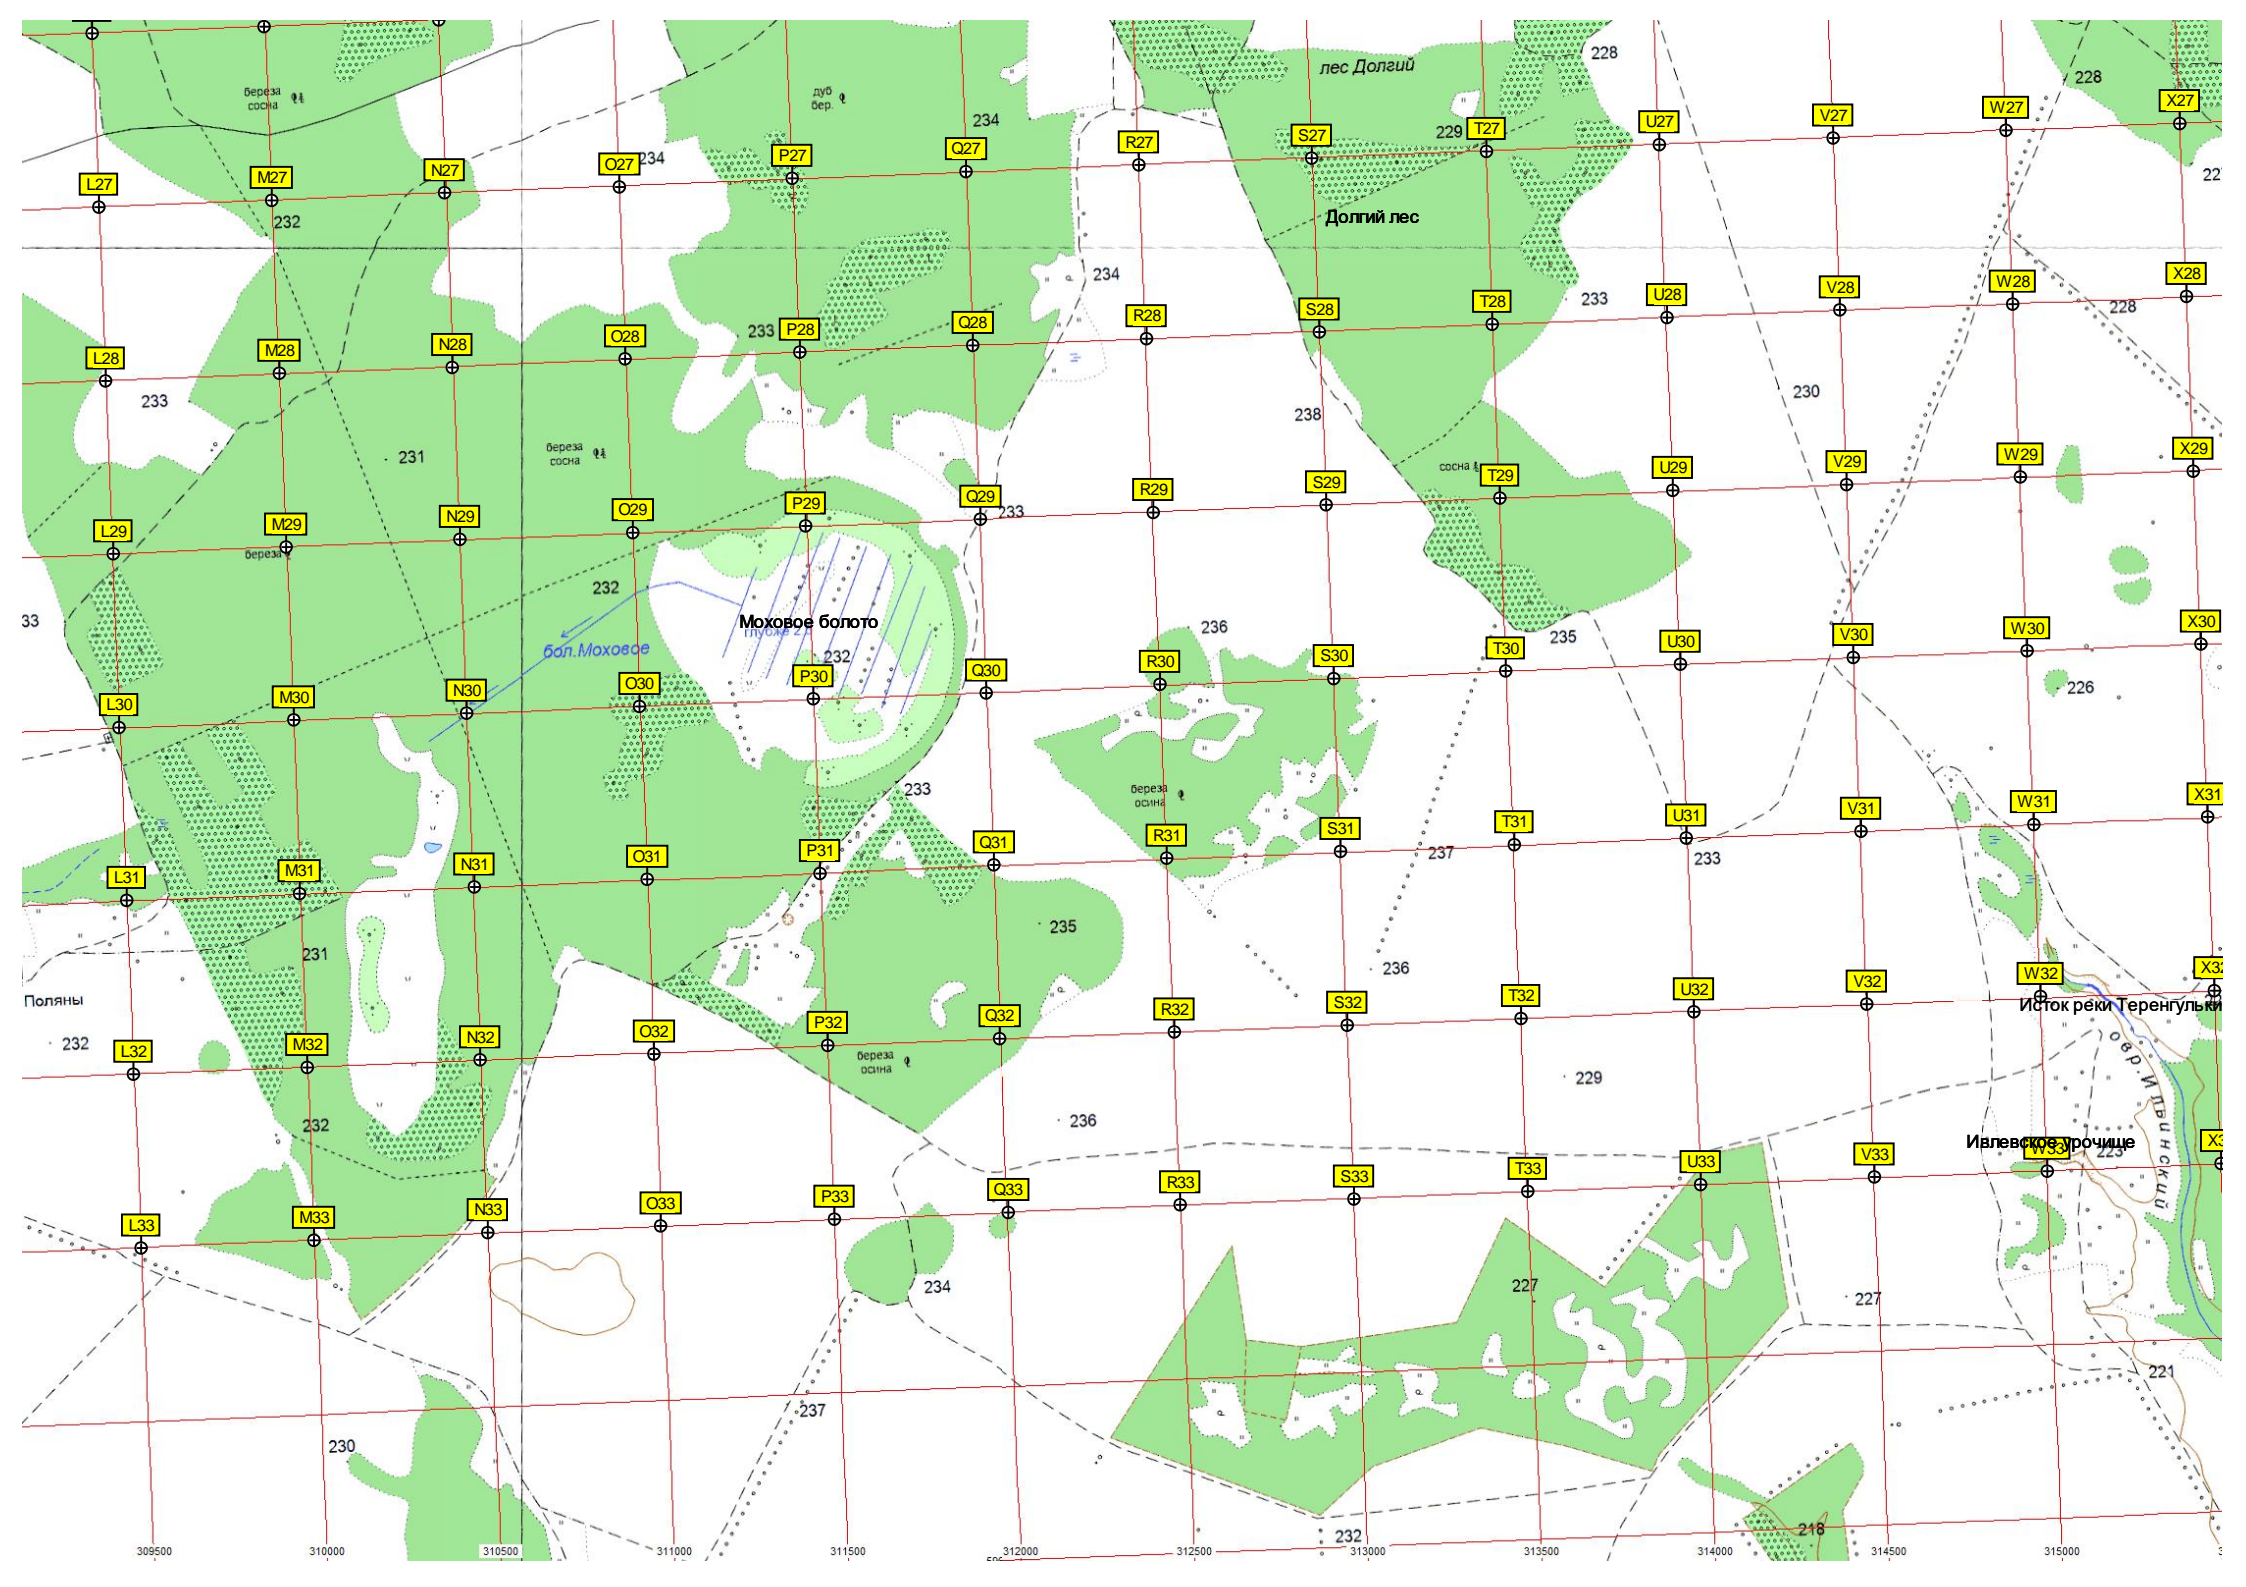 береза
сосна
дуб
бер.
234
лес Долгий
228
228
L27
M27
N27
O27
234
P27
Q27
R27
S27
229
T27
U27
V27
W27
X27
232
Долгий лес
234
233
228
L28
M28
N28
O28
233
P28
Q28
R28
S28
T28
U28
V28
W28
X28
233
238
230
231
береза
сосна
сосна
L29
M29
N29
O29
P29
Q29
233
R29
S29
T29
U29
V29
W29
X29
береза
232
33
Моховое болото
бол.Моховое
232
236
235
226
L30
M30
N30
O30
P30
Q30
R30
S30
T30
U30
V30
W30
X30
233
береза
осина
L31
M31
N31
O31
P31
Q31
R31
S31
237
T31
U31
233
V31
W31
X31
231
235
236
Поляны
232
L32
M32
N32
O32
P32
Q32
R32
S32
T32
U32
V32
W32
Исток реки Теренгульки
овр.Ильинский
береза
осина
229
232
236
Ивлевское урочище
223
L33
M33
N33
O33
P33
Q33
R33
S33
T33
U33
V33
W33
234
227
227
221
237
230
232
218
309500
310000
310500
311000
311500
312000
312500
313000
313500
314000
314500
315000